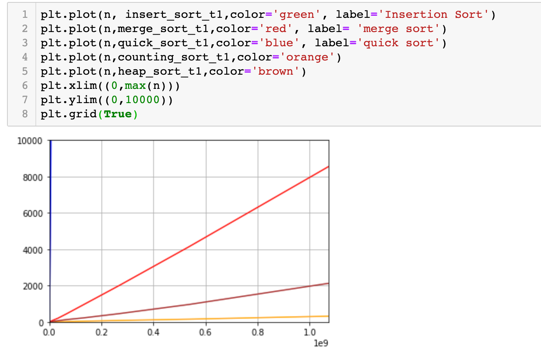 1 plt.plot(n, insert_sort_t1,color='green', label='Insertion Sort')
2 plt.plot(n,merge_sort_t1,color='red', label= 'merge sort')
3 plt.plot(n,quick_sort_t1,color='blue', label='quick sort')
4 plt.plot(n,counting_sort_t1,color='orange')
5 plt.plot(n,heap_sort_t1,color='brown')
6 plt.xlim((0,max(n)))
7 plt.ylim((0,10000))
8 plt.grid(True)
10000
8000
6000
4000
2000
0
0.0 0.2 0.4 0.6 0.8 1.0
1e9